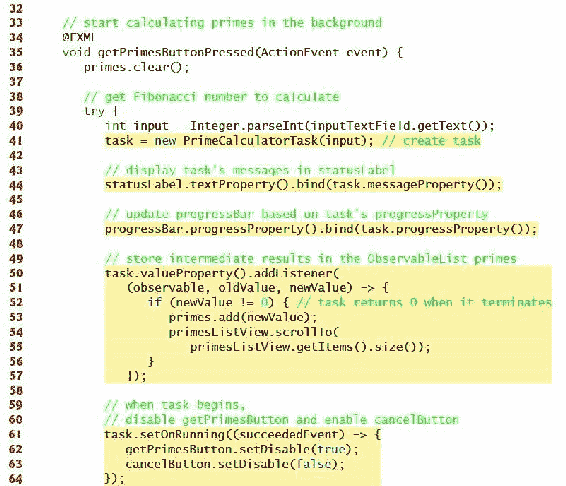 32
33 // start calculating primes in the background
34 @FXML
35 void getPrimesButtonPressed(ActionEvent event) {
36 primes.clear();
37
38 // get Fibonacci number to calculate
39 try {
40 int input = Integer.parseInt(inputTextField.getText());
41 task = new PrimeCalculatorTask(input); // create task
42
43 // display task's messages in statusLabel
44 statusLabel.textProperty().bind(task.messageProperty());
45
46 // update progressBar based on task's progressProperty
47 progressBar.progressProperty().bind(task.progressProperty());
48
49 // store intermediate results in the ObservableList primes
50 task.valueProperty().addListener(
51 (observable, oldValue, newValue) -> {
52 if (newValue != 0) { // task returns 0 when it terminates
53 primes.add(newValue);
54 primesListView.scrollTo(
55 primesListView.getItems().size());
56 }
57 });
58
59 // when task begins,
60 // disable getPrimesButton and enable cancelButton
61 task.setOnRunning((succeededEvent) -> {
62 getPrimesButton.setDisable(true);
63 cancelButton.setDisable(false);
64 });